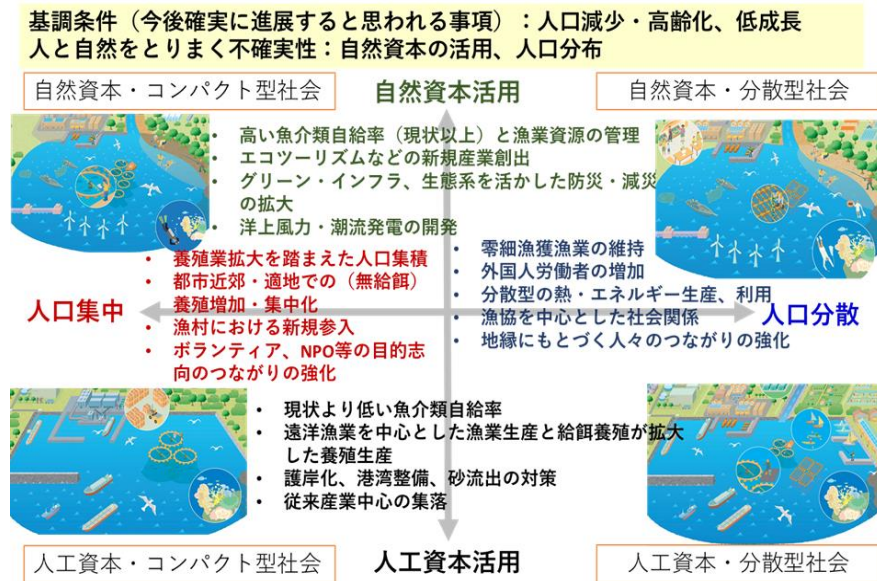 基調条件（今後確実に進展すると思われる事項）：人口減少・高齢化、低成長
人と自然をとりまく不確実性：自然資本の活用、人口分布
自然資本・コンパクト型社会
自然資本活用
自然資本・分散型社会
• 高い魚介類自給率（現状以上）と漁業資源の管理
• エコツーリズムなどの新規産業創出
• グリーン・インフラ、生態系を活かした防災・減災
の拡大
• 洋上風力・潮流発電の開発
• 養殖業拡大を踏まえた人口集積
• 都市近郊・適地での（無給餌）
養殖増加・集中化
• 漁村における新規参入
• ボランティア、NPO等の目的志
向のつながりの強化
人口集中
• 零細漁獲漁業の維持
• 外国人労働者の増加
• 分散型の熱・エネルギー生産、利用
• 漁協を中心とした社会関係
• 地縁にもとづく人々のつながりの強化
人口分散
• 現状より低い魚介類自給率
• 遠洋漁業を中心とした漁業生産と給餌養殖が拡大
した養殖生産
• 護岸化、港湾整備、砂流出の対策
• 従来産業中心の集落
人工資本・コンパクト型社会
人工資本活用
人工資本・分散型社会